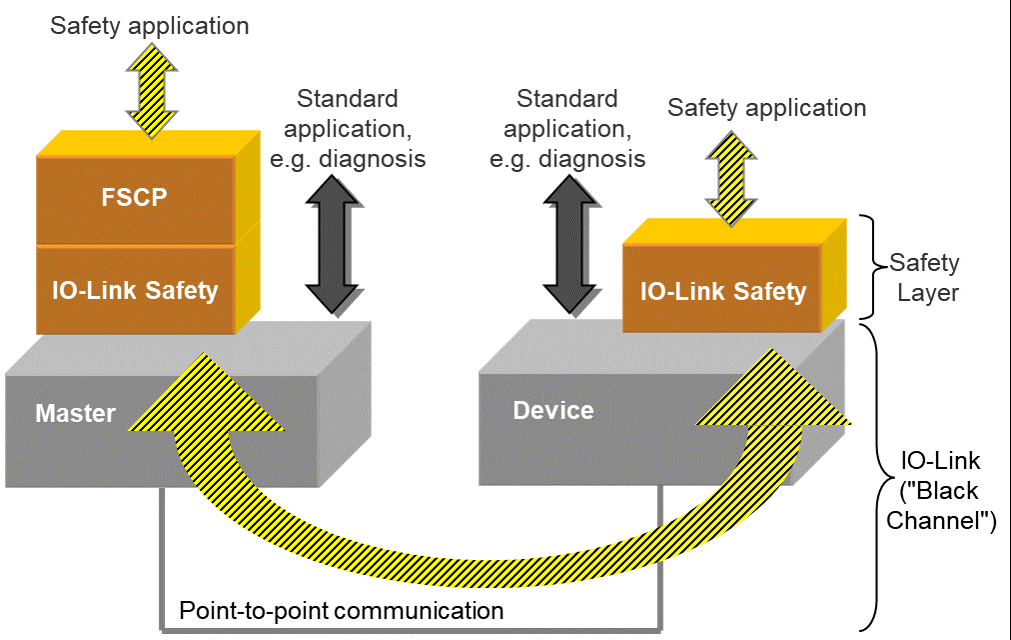 Safety application
Standard
application,
e.g. diagnosis
Standard
application,
e.g. diagnosis
Safety application
FSCP
IO-Link Safety
IO-Link Safety
Safety
Layer
Master
Device
IO-Link
("Black
Channel")
Point-to-point communication